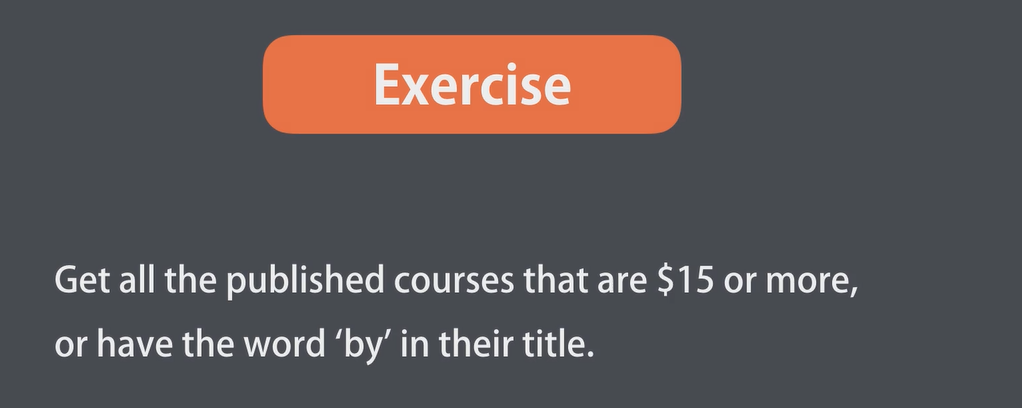 Exercise
Get all the published courses that are $15 or more,
or have the word ‘by’ in their title.